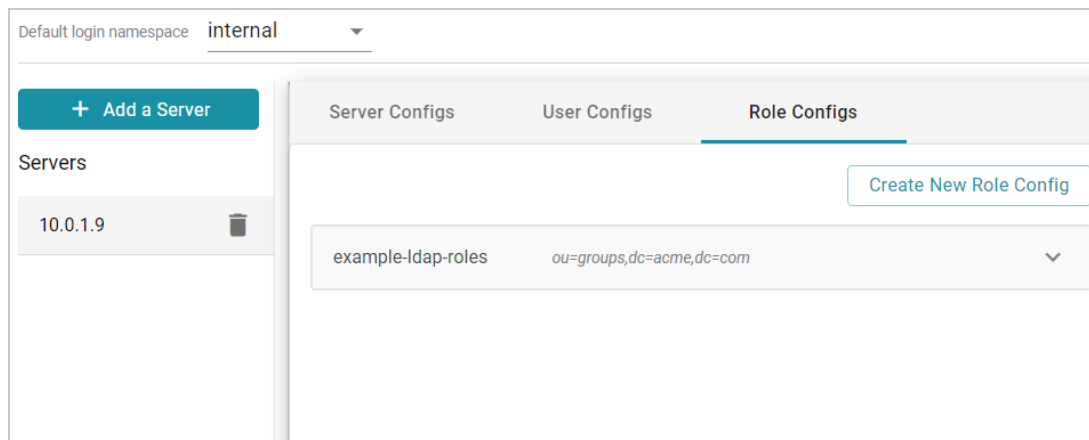 Default login namespace internal
+ Add a Server
Servers
10.0.1.9
Server Configs User Configs Role Configs
Create New Role Config
example-ldap-roles ou=groups,dc=acme,dc=com